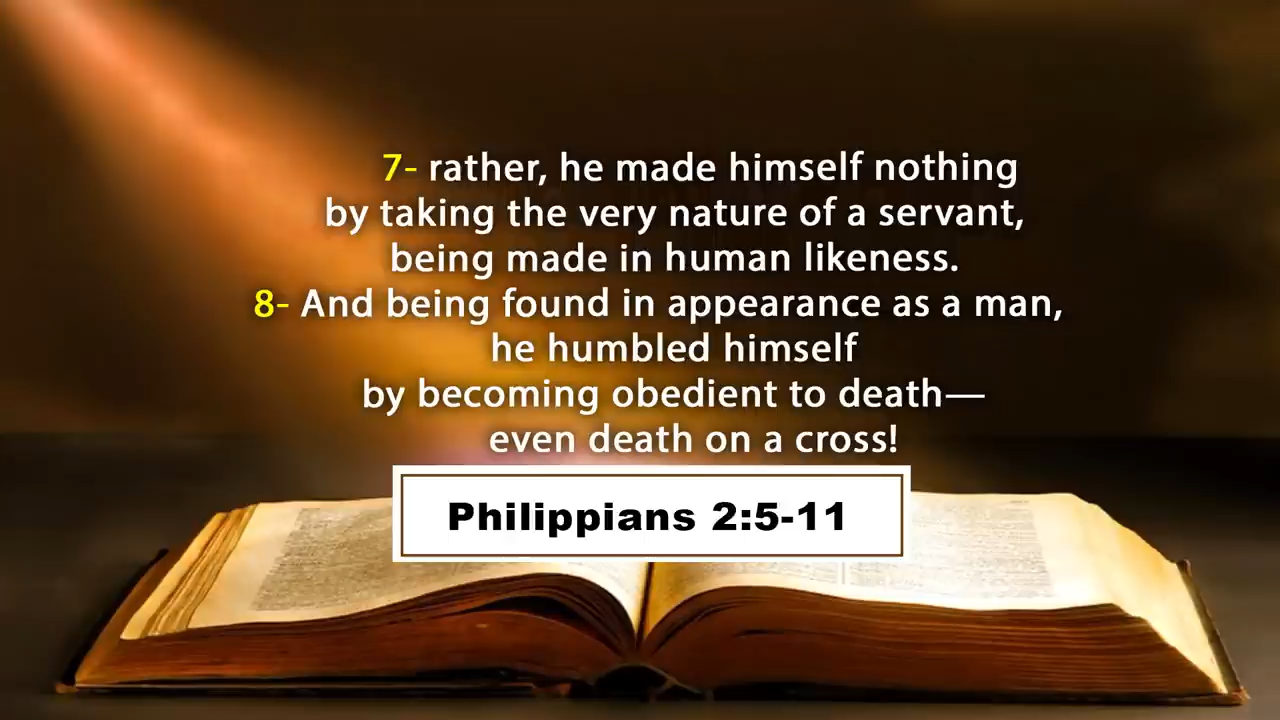 7- rather, he made himself nothing
by taking the very nature of a servant,
being made in human likeness.
8- And being found in appearance as a man,
he humbled himself
by becoming obedient to death—
even death on a cross!
Philippians 2:5-11